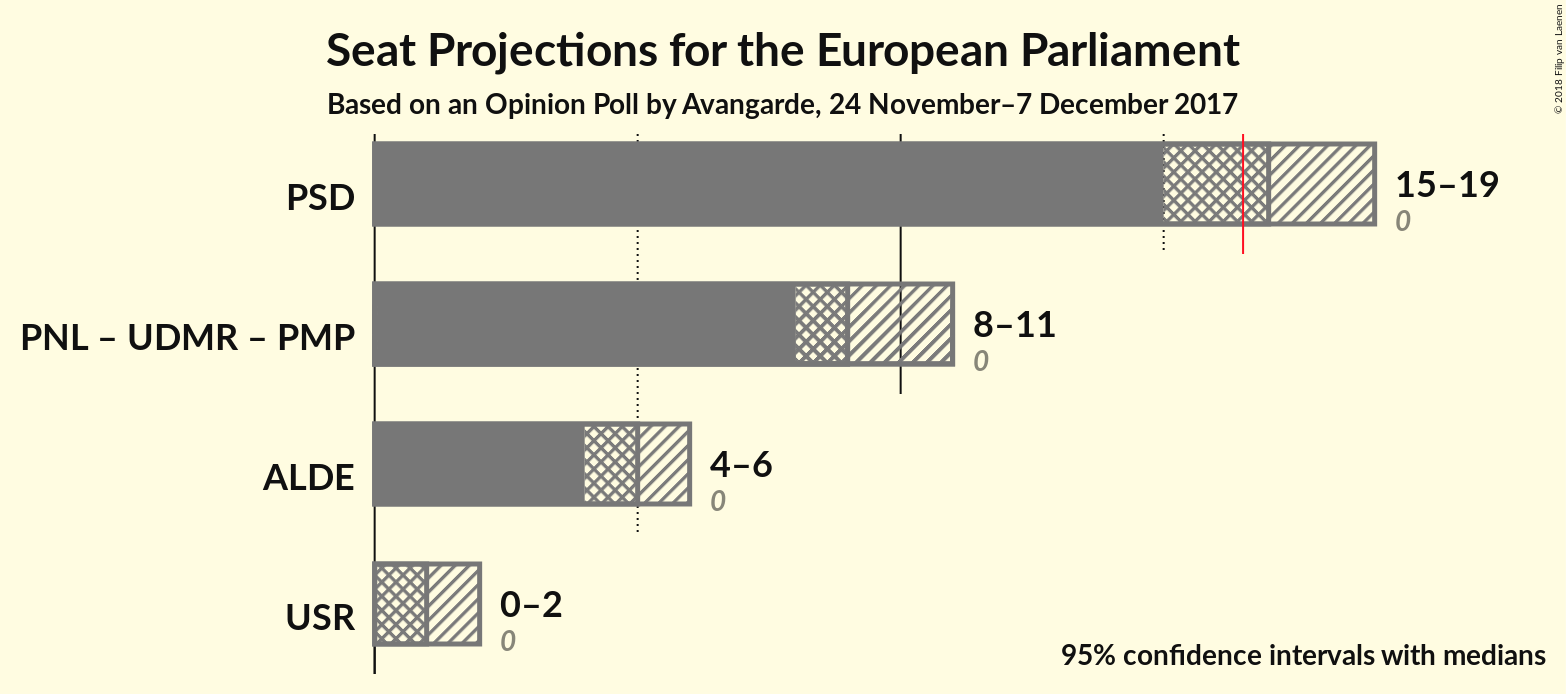 Seat Projections for the European Parliament
Based on an Opinion Poll by Avangarde, 24 November–7 December 2017
© 2018 Filip van Laenen
PSD
15–19
0
PNL – UDMR – PMP
8–11
0
ALDE
4–6
0
USR
0–2
0
95% confidence intervals with medians